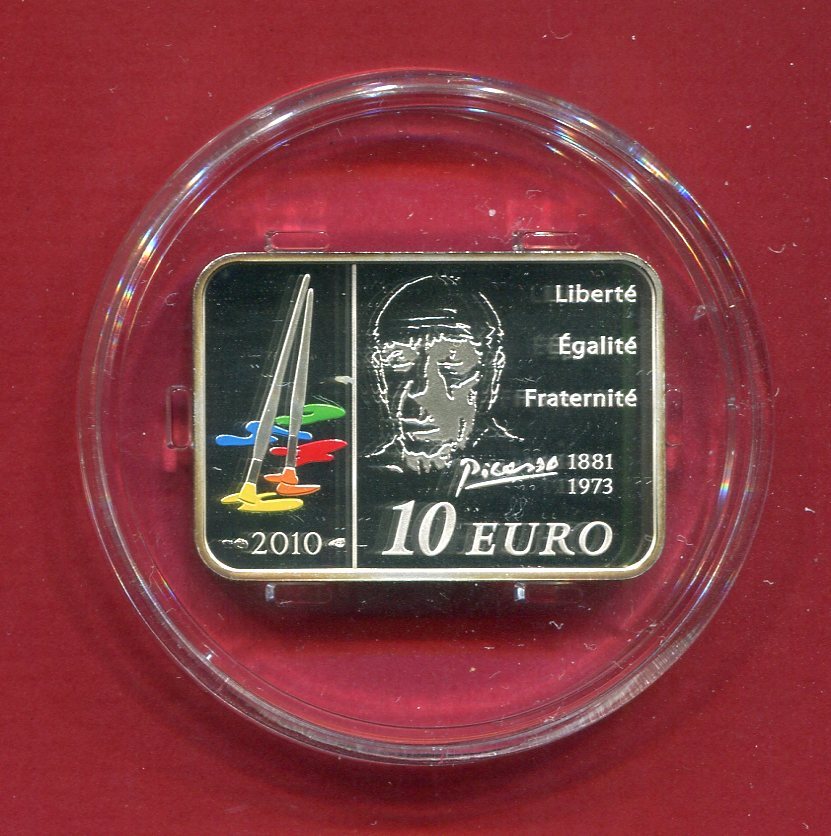 Liberté
Égalité
Fraternité
Picasso 1881
1973
2010
10 EURO